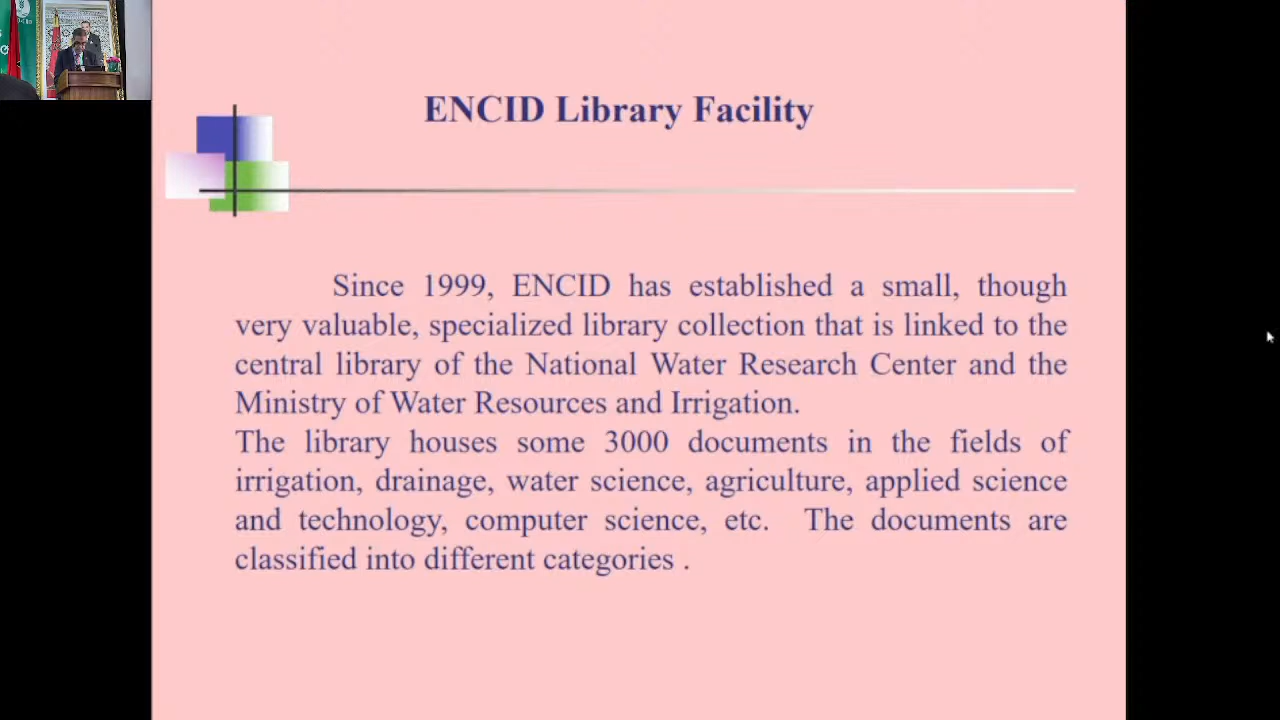 ENCID Library Facility
Since 1999, ENCID has established a small, though
very valuable, specialized library collection that is linked to the
central library of the National Water Research Center and the
Ministry of Water Resources and Irrigation.
The library houses some 3000 documents in the fields of
irrigation, drainage, water science, agriculture, applied science
and technology, computer science, etc. The documents are
classified into different categories .